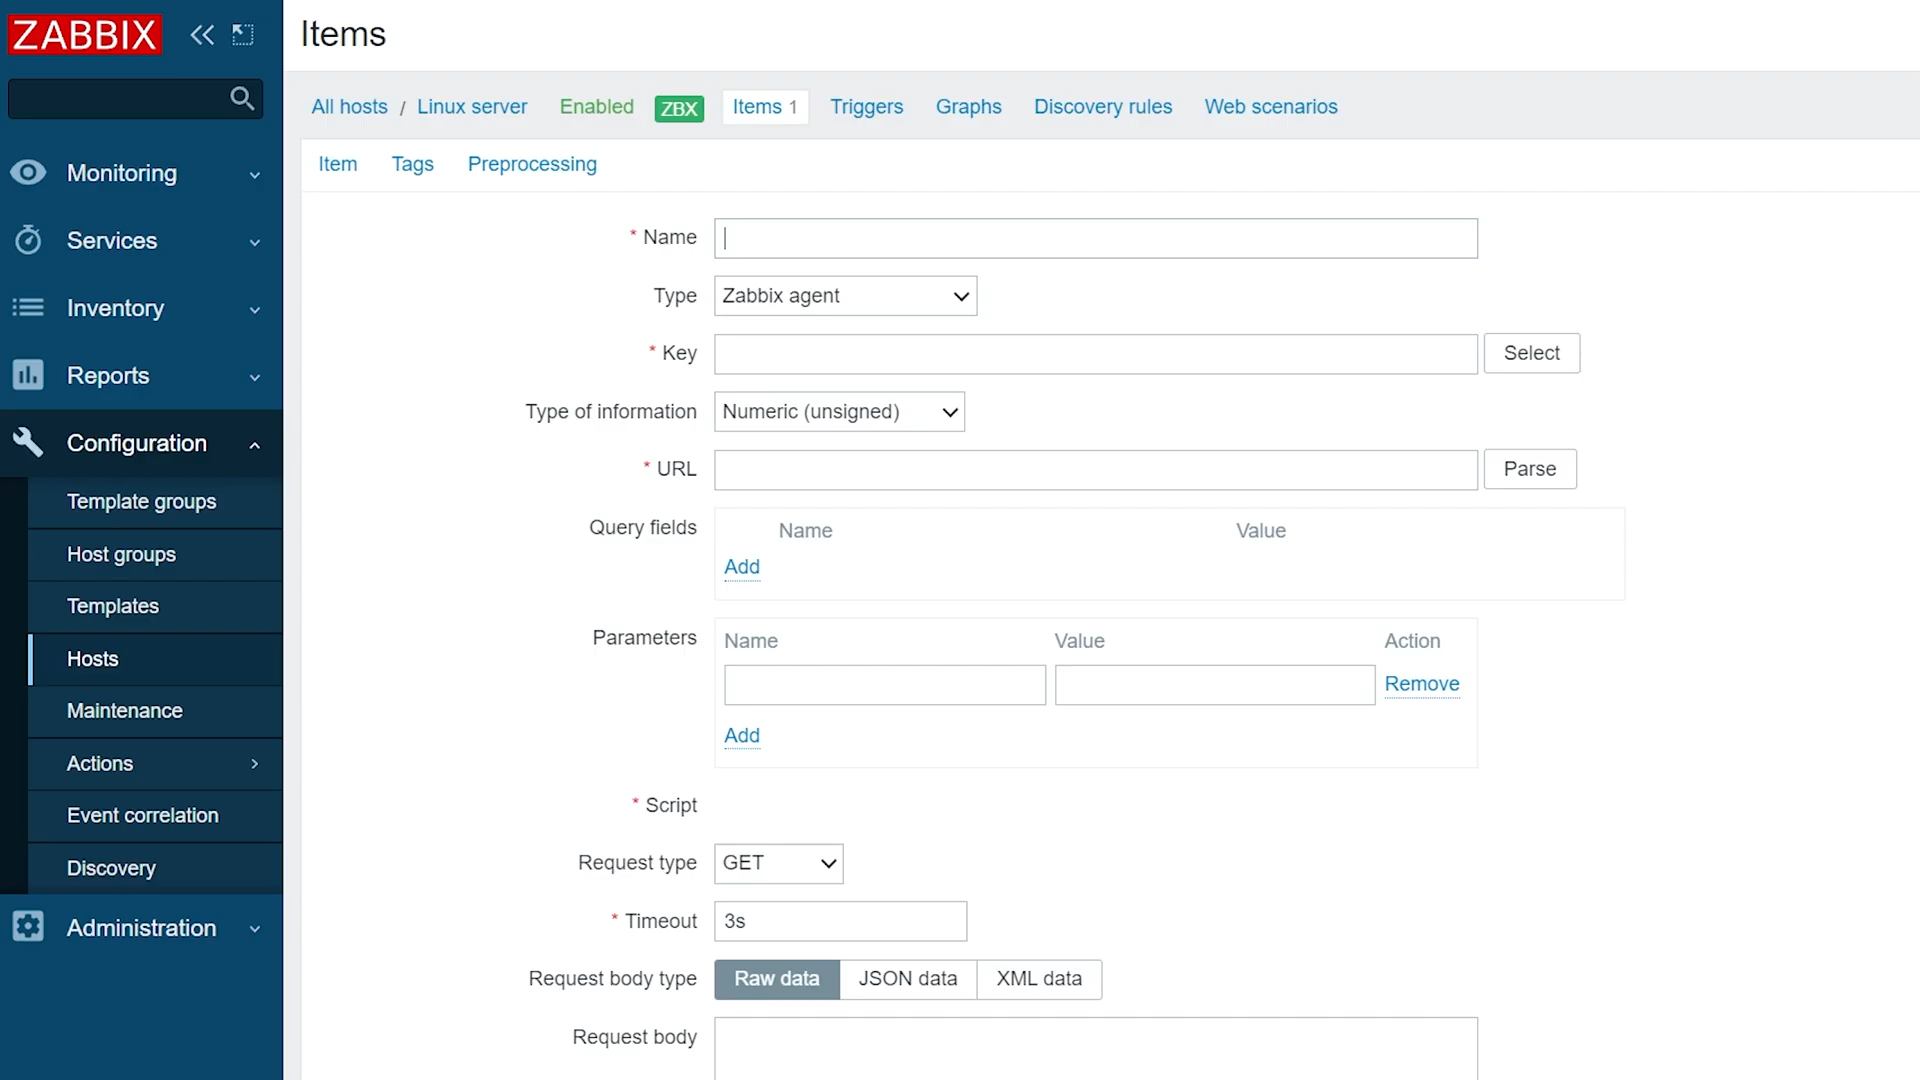 ZABBIX
Items
All hosts / Linux server Enabled ZBX Items 1 Triggers Graphs Discovery rules Web scenarios
Item Tags Preprocessing
Monitoring
Services
Inventory
Reports
Configuration
Template groups
Host groups
Templates
Hosts
Maintenance
Actions
Event correlation
Discovery
Administration
* Name
Type Zabbix agent
* Key Select
Type of information Numeric (unsigned)
* URL Parse
Query fields Name Value
Add
Parameters Name Value Action
Remove
Add
* Script
Request type GET
* Timeout 3s
Request body type Raw data JSON data XML data
Request body